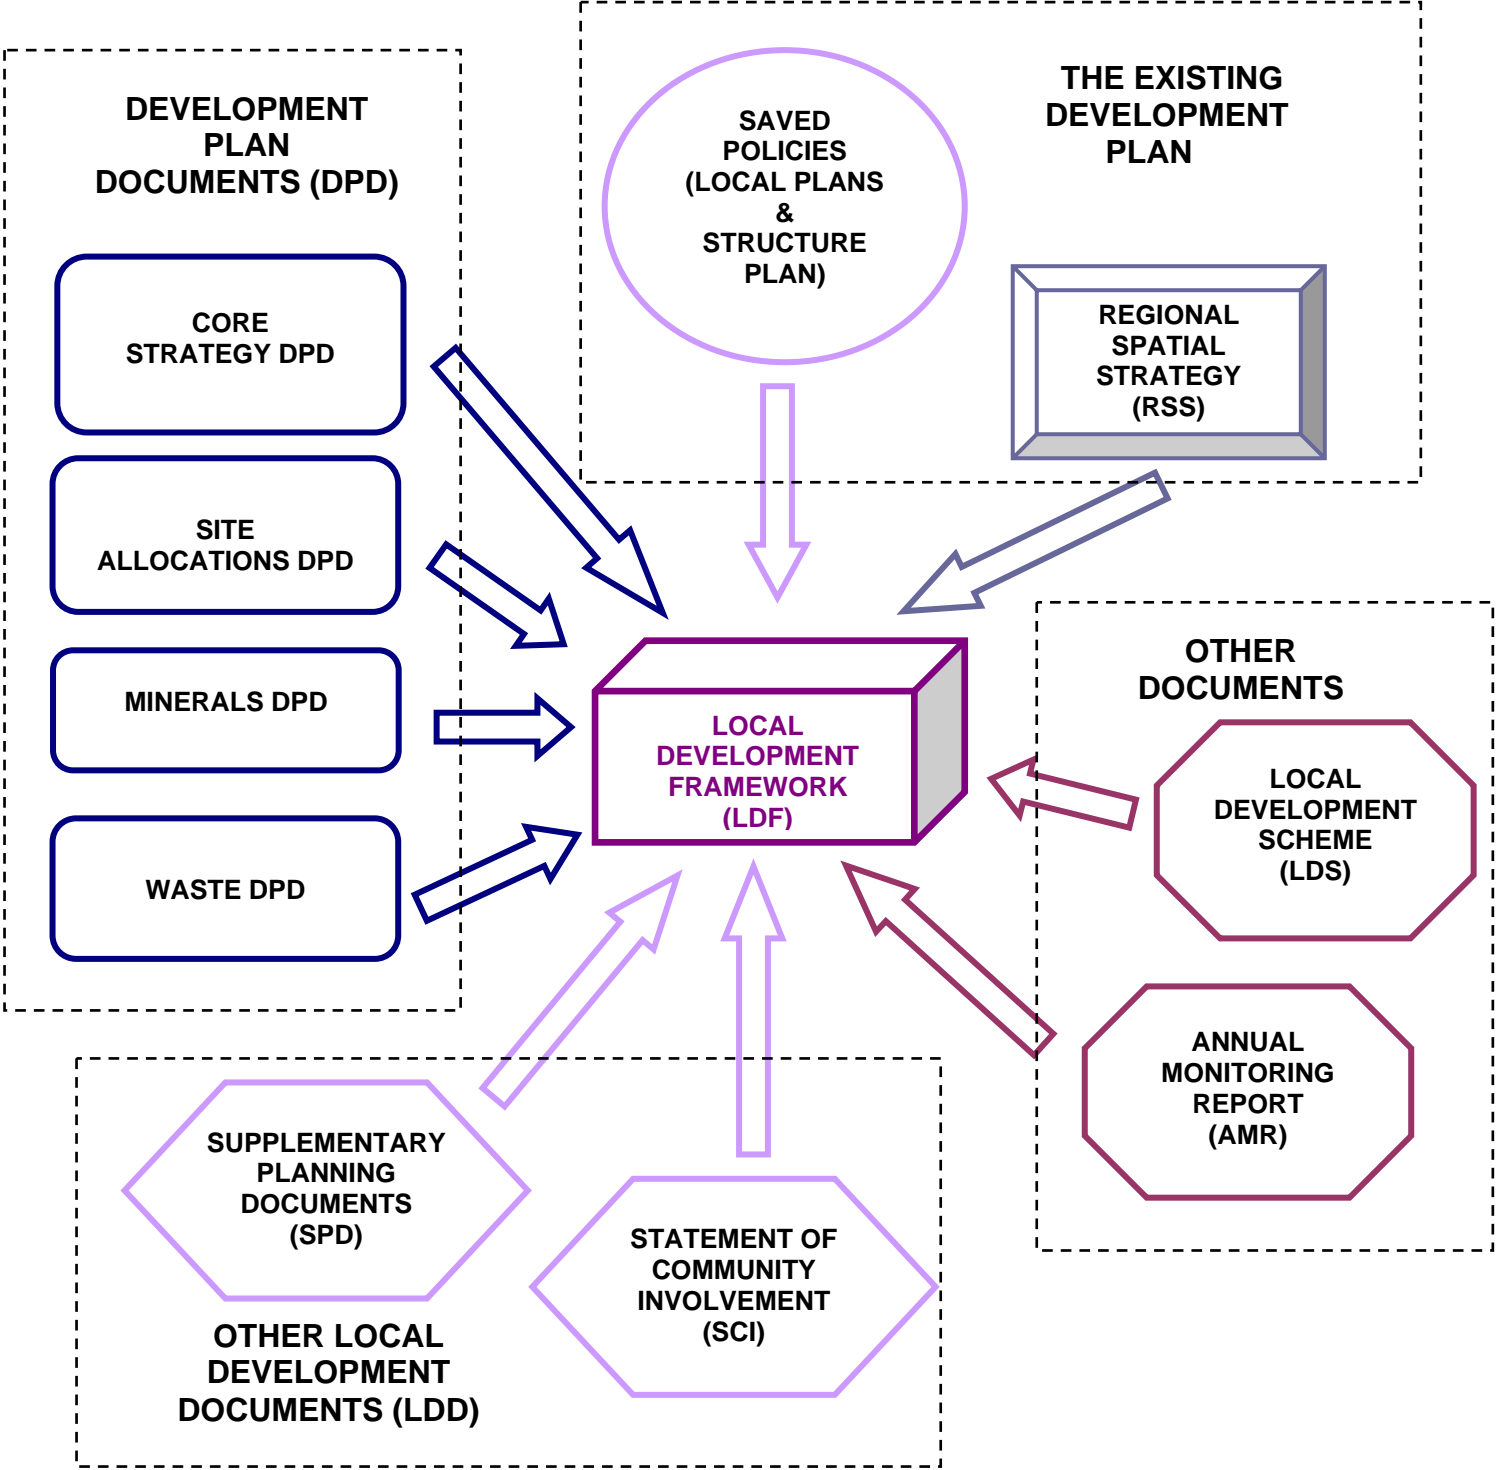 DEVELOPMENT
PLAN
DOCUMENTS (DPD)
CORE
STRATEGY DPD
SITE
ALLOCATIONS DPD
MINERALS DPD
WASTE DPD
SAVED
POLICIES
(LOCAL PLANS
&
STRUCTURE
PLAN)
THE EXISTING
DEVELOPMENT
PLAN
REGIONAL
SPATIAL
STRATEGY
(RSS)
LOCAL
DEVELOPMENT
FRAMEWORK
(LDF)
OTHER
DOCUMENTS
LOCAL
DEVELOPMENT
SCHEME
(LDS)
ANNUAL
MONITORING
REPORT
(AMR)
SUPPLEMENTARY
PLANNING
DOCUMENTS
(SPD)
STATEMENT OF
COMMUNITY
INVOLVEMENT
(SCI)
OTHER LOCAL
DEVELOPMENT
DOCUMENTS (LDD)